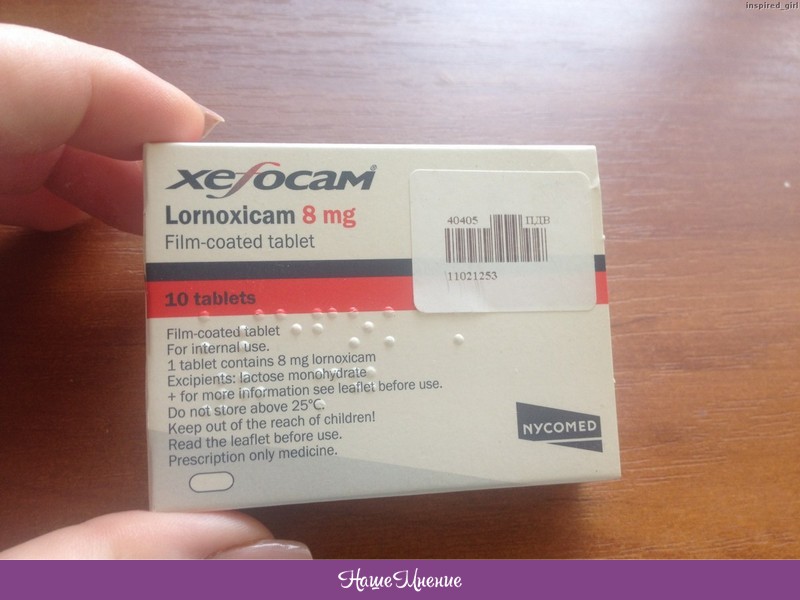 inspired_girl
xefocam®
Lornoxicam 8 mg
Film-coated tablet
40405 ПДВ
11021253
10 tablets
Film-coated tablet
For internal use.
1 tablet contains 8 mg lornoxicam
Excipients: lactose monohydrate
+ for more information see leaflet before use.
Do not store above 25°C.
Keep out of the reach of children!
Read the leaflet before use.
Prescription only medicine.
NYCOMED
НашеМнение